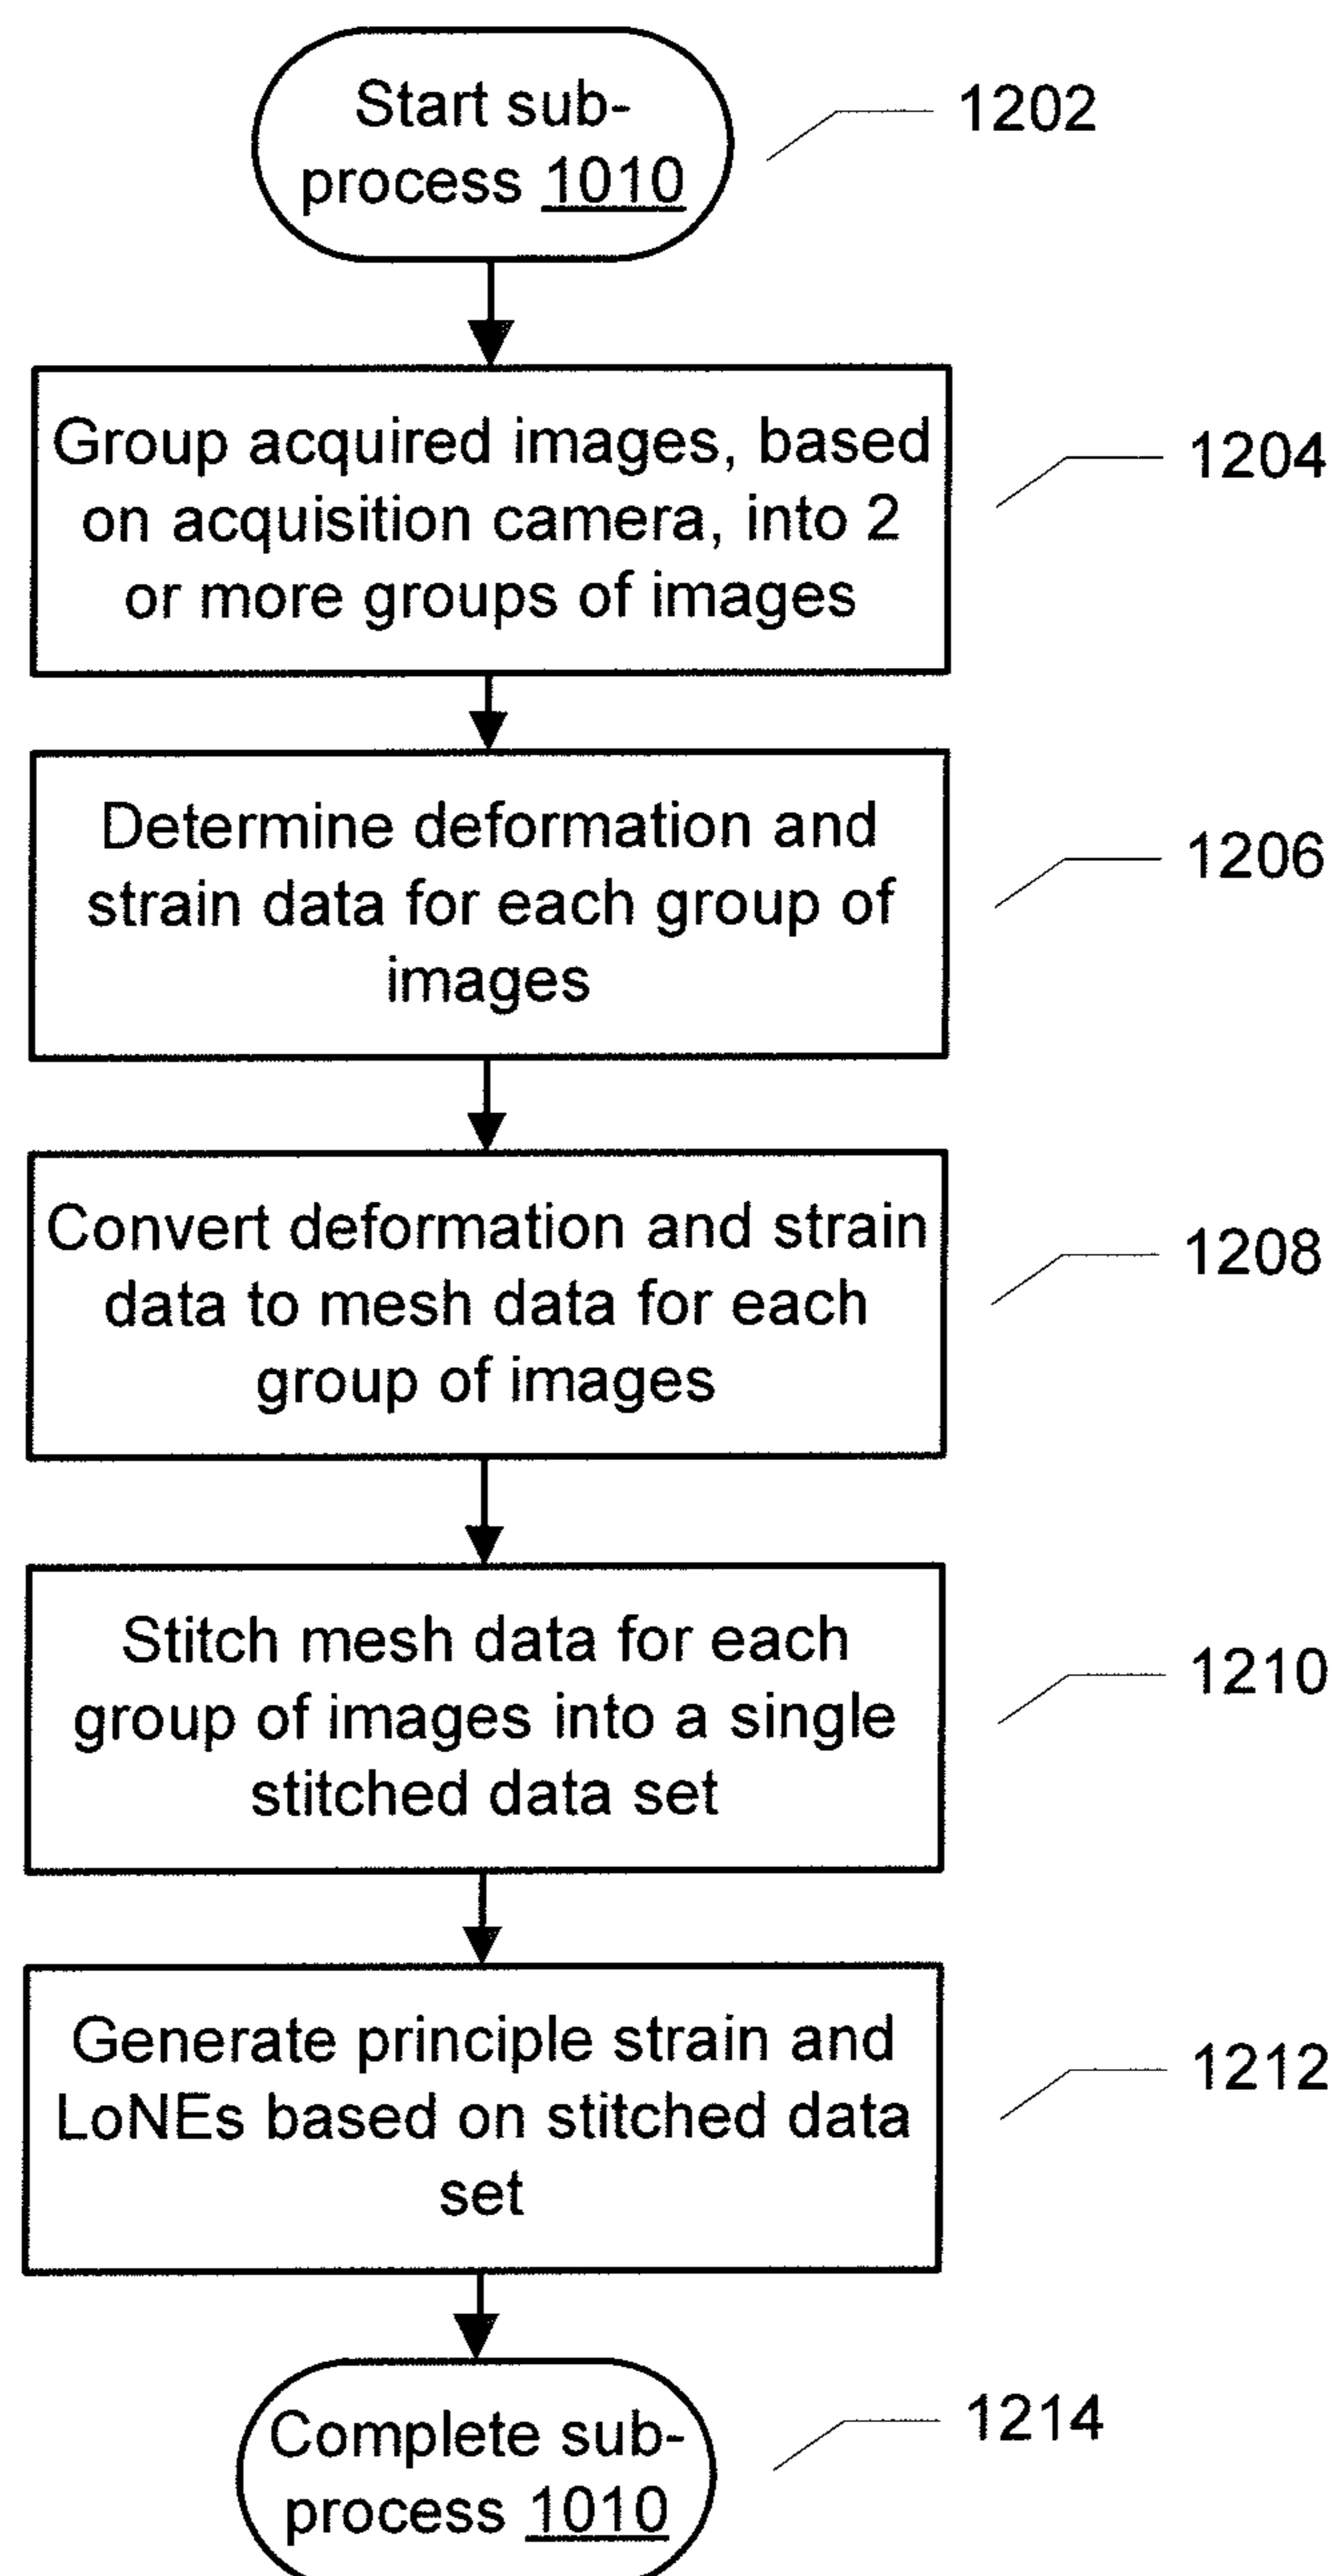 Start sub-
process 1010
1202
Group acquired images, based
on acquisition camera, into 2
or more groups of images
1204
Determine deformation and
strain data for each group of
images
1206
Convert deformation and strain
data to mesh data for each
group of images
1208
Stitch mesh data for each
group of images into a single
stitched data set
1210
Generate principle strain and
LoNEs based on stitched data
set
1212
Complete sub-
process 1010
1214